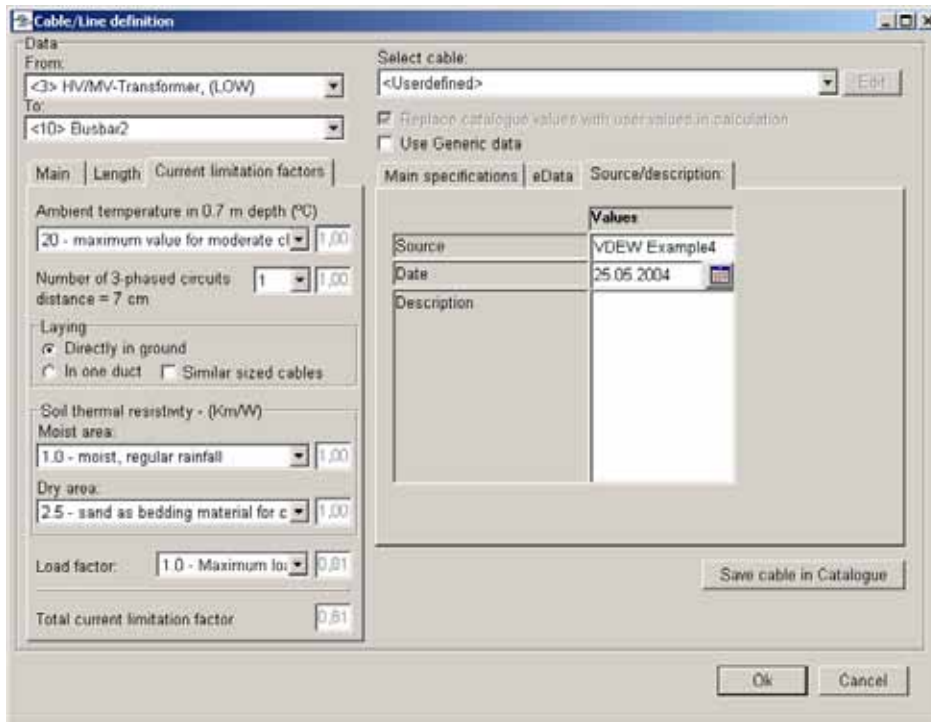 Cable/Line definition
Data
From:
<3> HV/MV-Transformer, (LOW)
To:
<10> Busbar2
Select cable:
<Userdefined>
Edit
Replace catalogue values with user values in calculation
Use Generic data
Main
Length
Current limitation factors
Ambient temperature in 0.7 m depth (ºC)
20 - maximum value for moderate cl
1,00
Number of 3-phased circuits
distance = 7 cm
1
1,00
Laying
Directly in ground
In one duct
Similar sized cables
Soil thermal resistivity - (Km/W)
Moist area:
1.0 - moist, regular rainfall
1,00
Dry area:
2.5 - sand as bedding material for c
1,00
Load factor:
1.0 - Maximum loa
0,81
Total current limitation factor
0,81
Main specifications
eData
Source/description:
Values
Source
VDEW Example4
Date
25.05.2004
Description
Save cable in Catalogue
Ok
Cancel